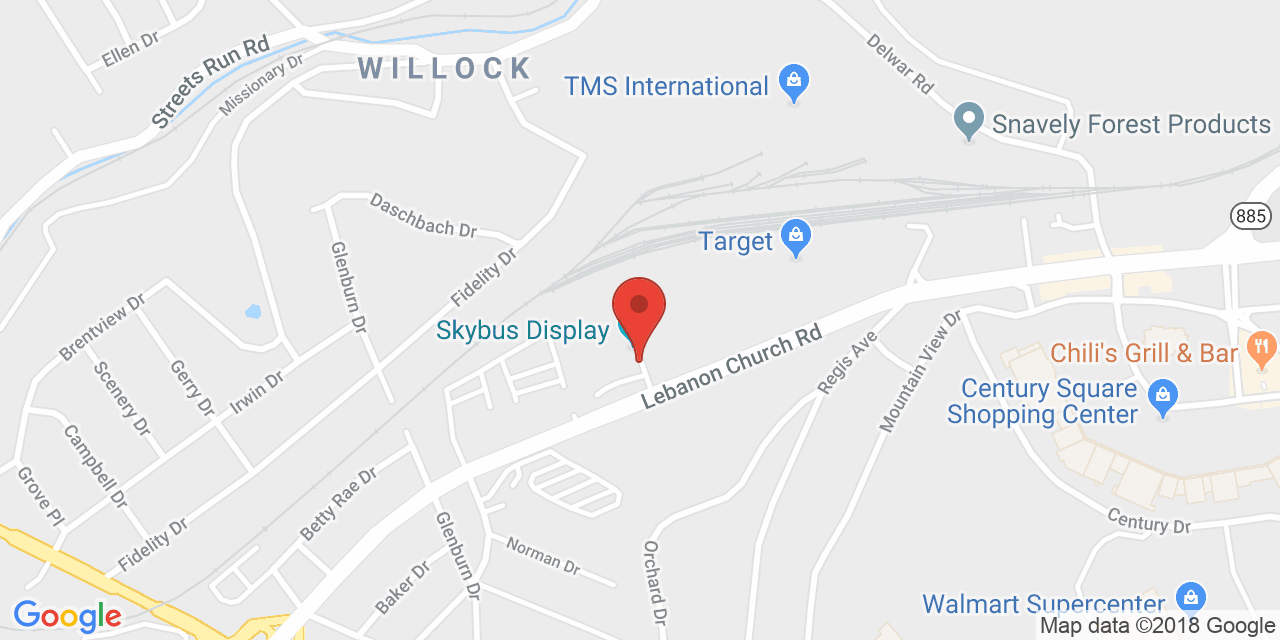 Ellen Dr
Streets Run Rd
Missionary Dr
WILLOCK
TMS International
Delwar Rd
Snavely Forest Products
885
Daschbach Dr
Glenburn Dr
Fidelity Dr
Target
Skybus Display
Lebanon Church Rd
Regis Ave
Mountain View Dr
Chili's Grill & Bar
Century Square
Shopping Center
Brentview Dr
Scenery Dr
Gerry Dr
Irwin Dr
Campbell Dr
Grove Pl
Fidelity Dr
Betty Rae Dr
Glenburn Dr
Baker Dr
Norman Dr
Orchard Dr
Century Dr
Walmart Supercenter
Google
Map data ©2018 Google